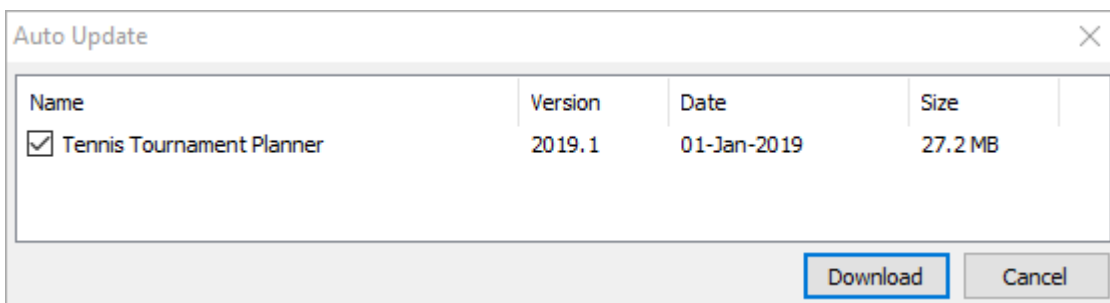 Auto Update
Name Version Date Size
Tennis Tournament Planner 2019.1 01-Jan-2019 27.2 MB
Download Cancel